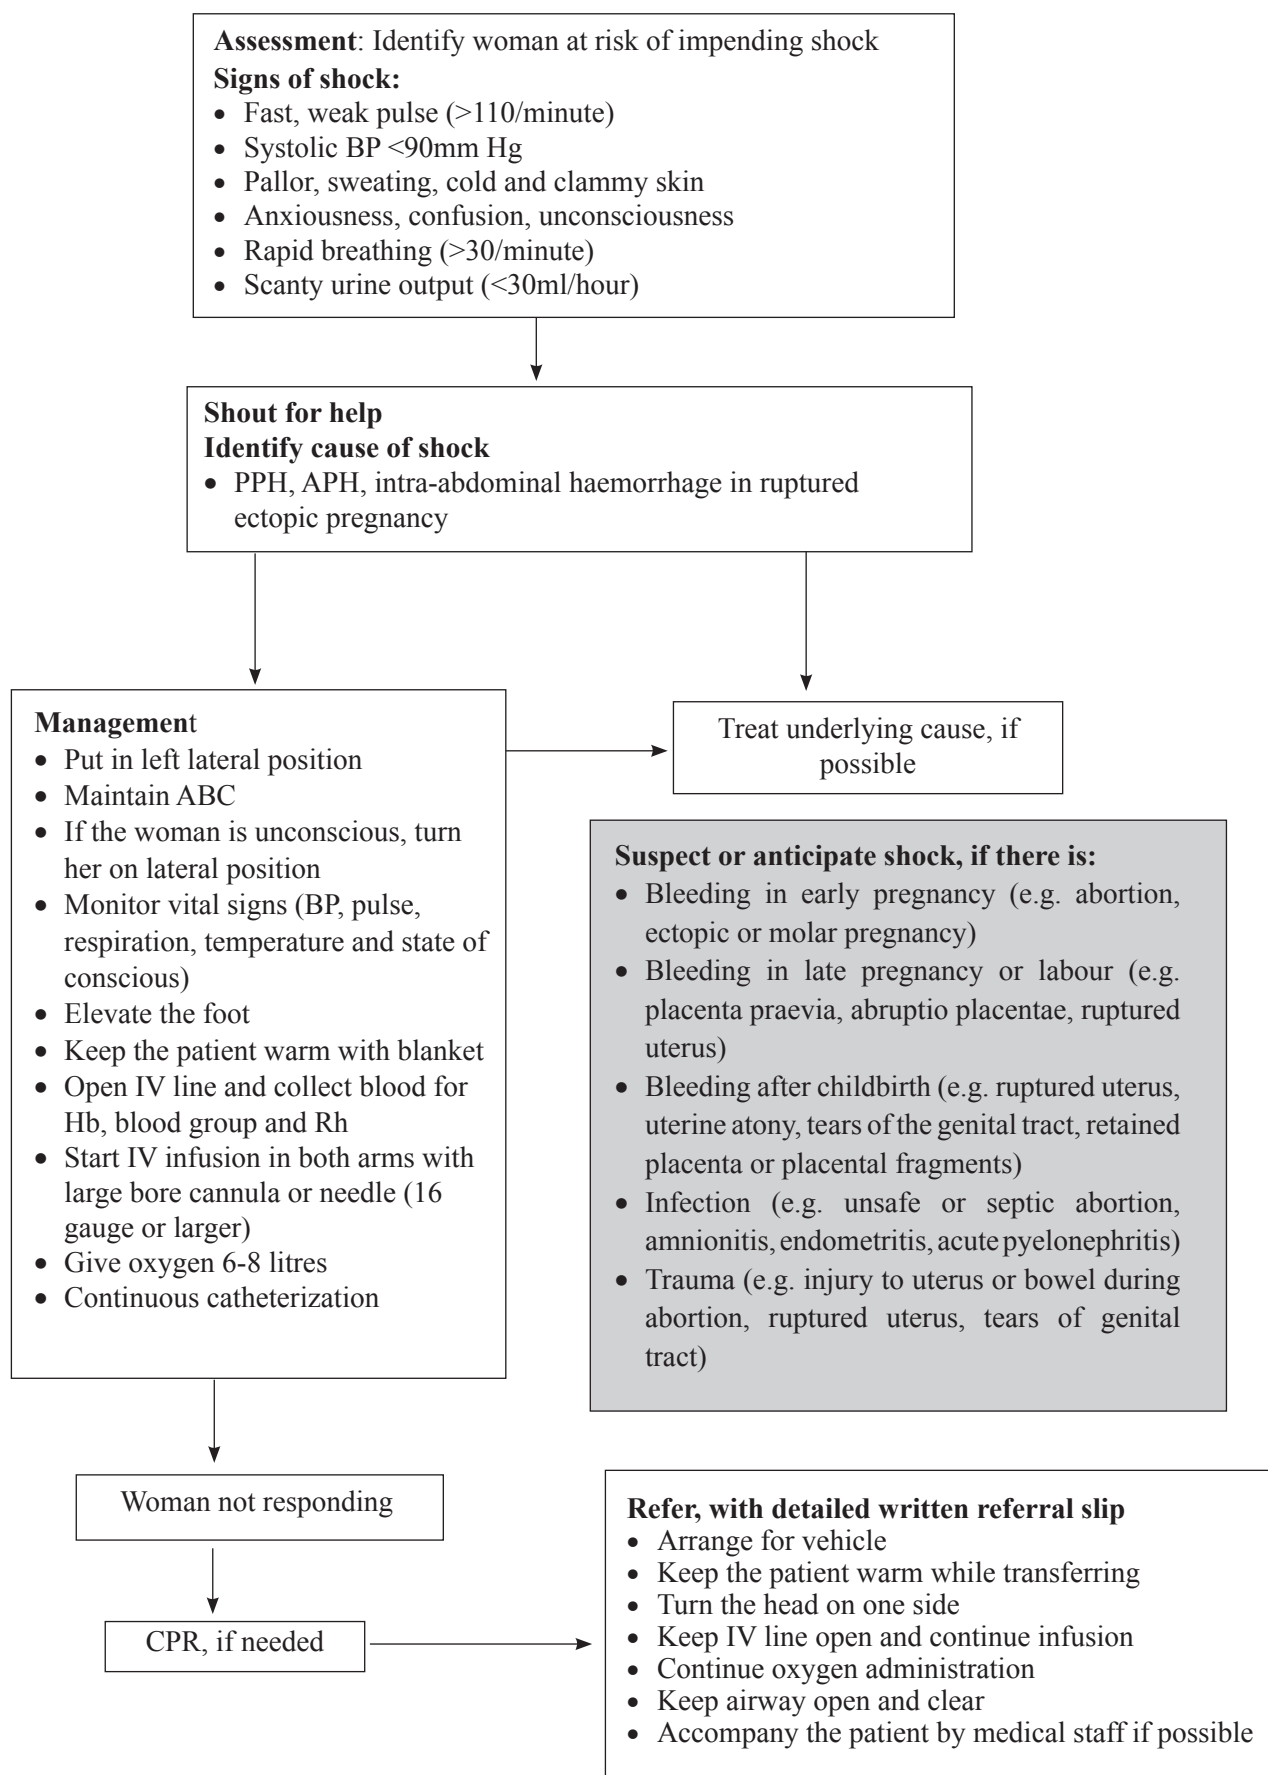 Assessment: Identify woman at risk of impending shock
Signs of shock:
• Fast, weak pulse (>110/minute)
• Systolic BP <90mm Hg
• Pallor, sweating, cold and clammy skin
• Anxiousness, confusion, unconsciousness
• Rapid breathing (>30/minute)
• Scanty urine output (<30ml/hour)
Shout for help
Identify cause of shock
• PPH, APH, intra-abdominal haemorrhage in ruptured
ectopic pregnancy
Management
• Put in left lateral position
• Maintain ABC
• If the woman is unconscious, turn
her on lateral position
• Monitor vital signs (BP, pulse,
respiration, temperature and state of
conscious)
• Elevate the foot
• Keep the patient warm with blanket
• Open IV line and collect blood for
Hb, blood group and Rh
• Start IV infusion in both arms with
large bore cannula or needle (16
gauge or larger)
• Give oxygen 6-8 litres
• Continuous catheterization
Treat underlying cause, if
possible
Suspect or anticipate shock, if there is:
• Bleeding in early pregnancy (e.g. abortion,
ectopic or molar pregnancy)
• Bleeding in late pregnancy or labour (e.g.
placenta praevia, abruptio placentae, ruptured
uterus)
• Bleeding after childbirth (e.g. ruptured uterus,
uterine atony, tears of the genital tract, retained
placenta or placental fragments)
• Infection (e.g. unsafe or septic abortion,
amnionitis, endometritis, acute pyelonephritis)
• Trauma (e.g. injury to uterus or bowel during
abortion, ruptured uterus, tears of genital
tract)
Woman not responding
CPR, if needed
Refer, with detailed written referral slip
• Arrange for vehicle
• Keep the patient warm while transferring
• Turn the head on one side
• Keep IV line open and continue infusion
• Continue oxygen administration
• Keep airway open and clear
• Accompany the patient by medical staff if possible